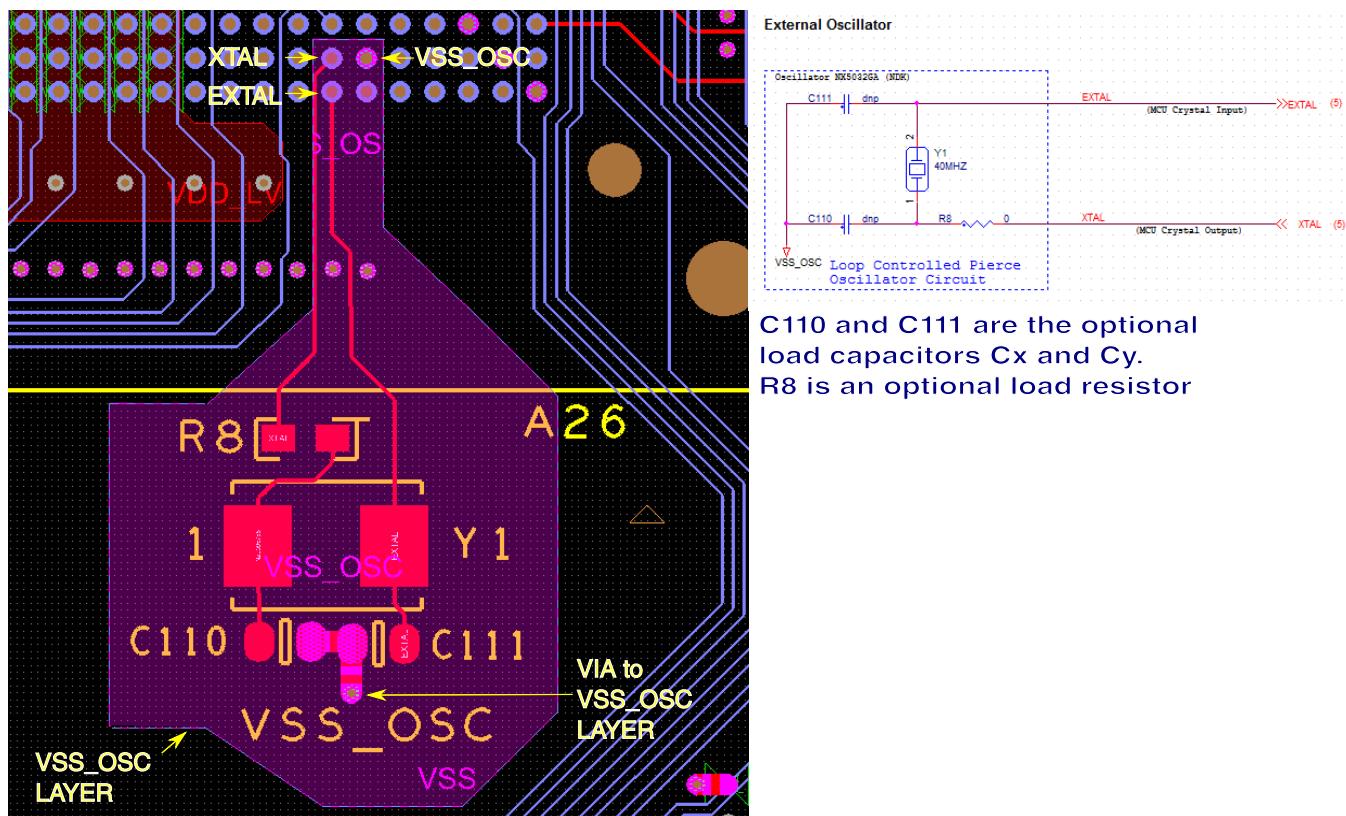 XTAL
VSS_OSC
EXTAL
S_OS
VDD_LV
R8
XTAL
A26
1
EXTAL
Y1
VSS_OSC
C110
EXTAL
C111
VIA to
VSS_OSC
LAYER
VSS_OSC
VSS_OSC
LAYER
VSS
External Oscillator
Oscillator NX5032GA (NDK)
C111 dnp
EXTAL
(MCU Crystal Input)
EXTAL (5)
2
Y1
40MHZ
1
C110 dnp
R8 0
XTAL
(MCU Crystal Output)
XTAL (5)
VSS_OSC
Loop Controlled Pierce
Oscillator Circuit
C110 and C111 are the optional
load capacitors Cx and Cy.
R8 is an optional load resistor